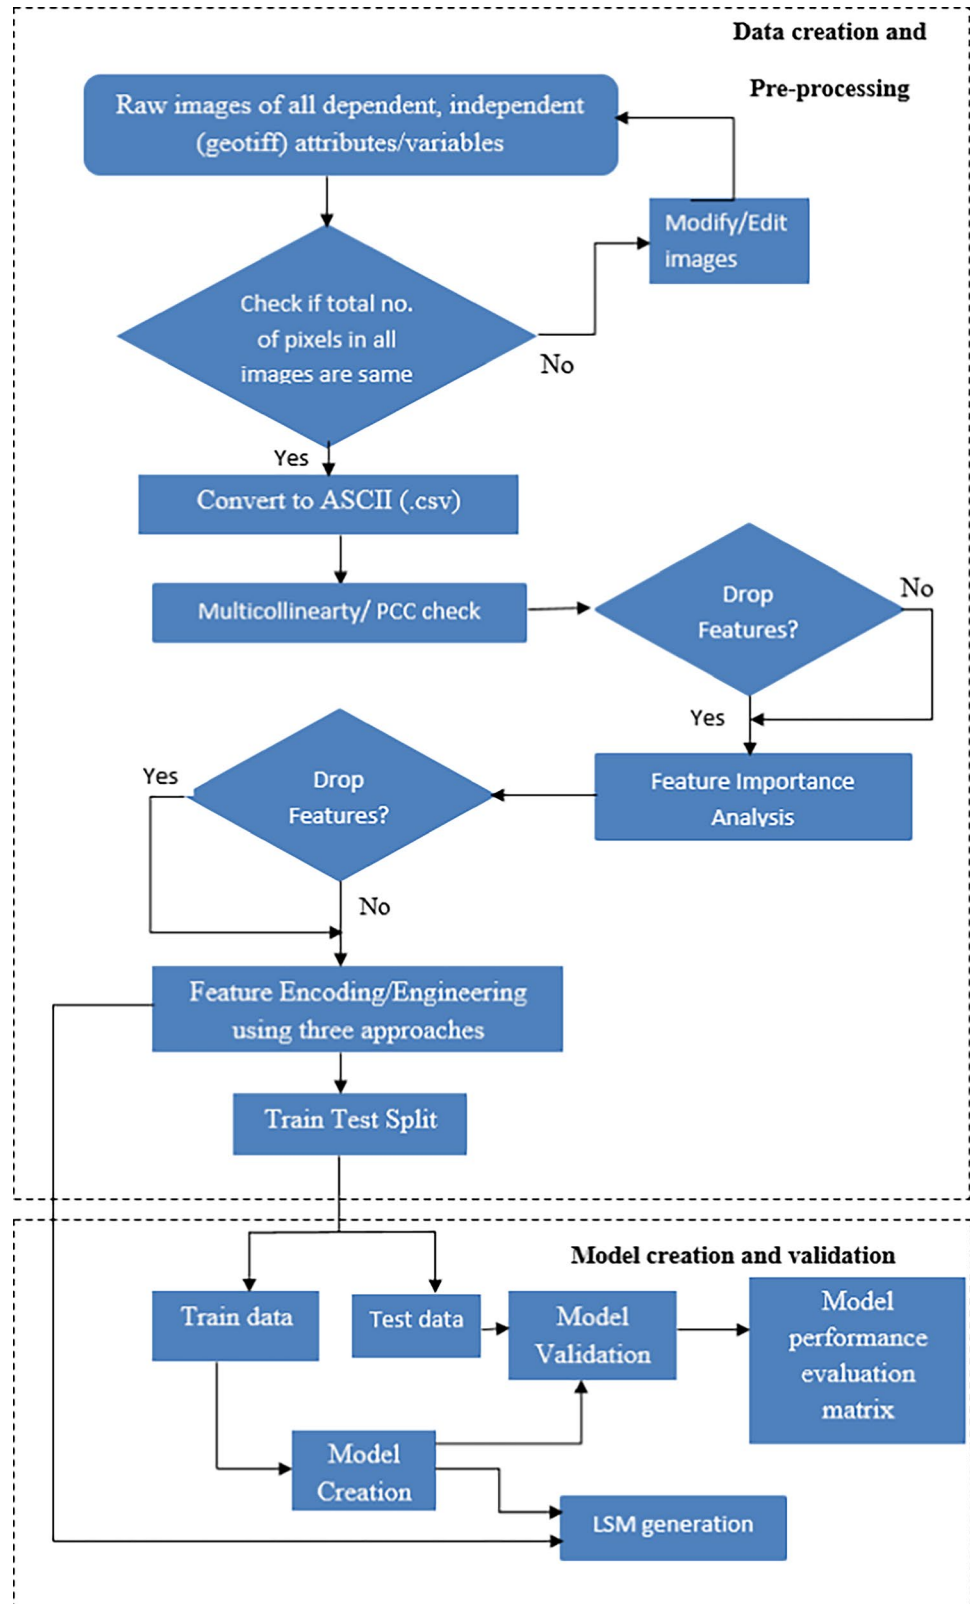 Data creation and
Pre-processing
Raw images of all dependent, independent
(geotiff) attributes/variables
Modify/Edit
images
Check if total no.
of pixels in all
images are same
No
Yes
Convert to ASCII (.csv)
Multicollinearty/ PCC check
Drop
Features?
No
Yes
Feature Importance
Analysis
Drop
Features?
Yes
No
Feature Encoding/Engineering
using three approaches
Train Test Split
Model creation and validation
Train data
Test data
Model
Validation
Model
performance
evaluation
matrix
Model
Creation
LSM generation